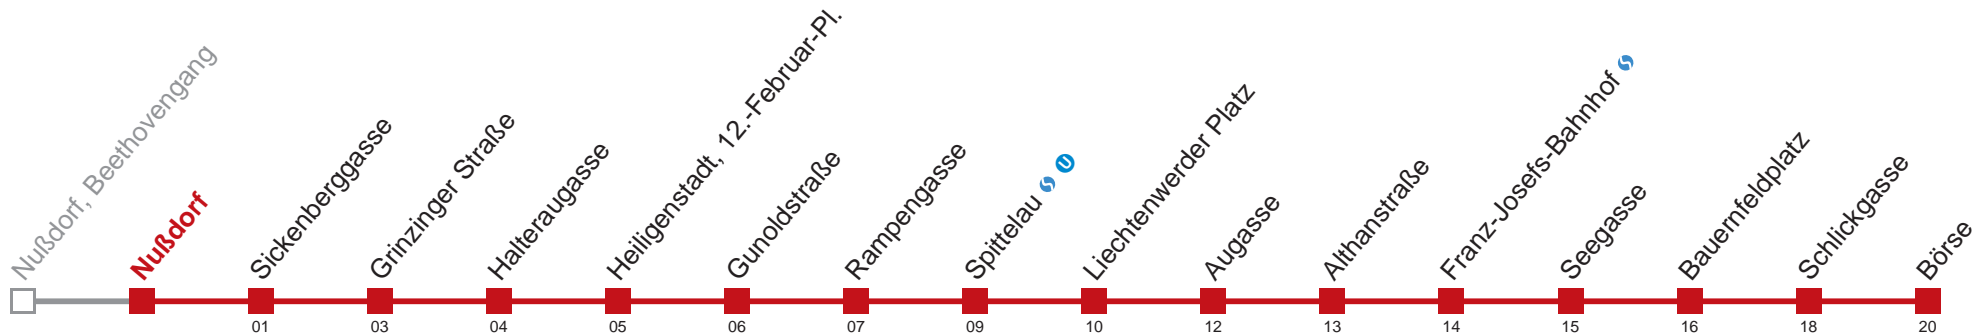 Nußdorf, Beethovengang
Nußdorf
Sickenberggasse
Grinzinger Straße
Halteraugasse
Heiligenstadt, 12.-Februar-Pl.
Gunoldstraße
Rampengasse
Spittelau S U
Liechtenwerder Platz
Augasse
Althanstraße
Franz-Josefs-Bahnhof S
Seegasse
Bauernfeldplatz
Schlickgasse
Börse
01 03 04 05 06 07 09 10 12 13 14 15 16 18 20